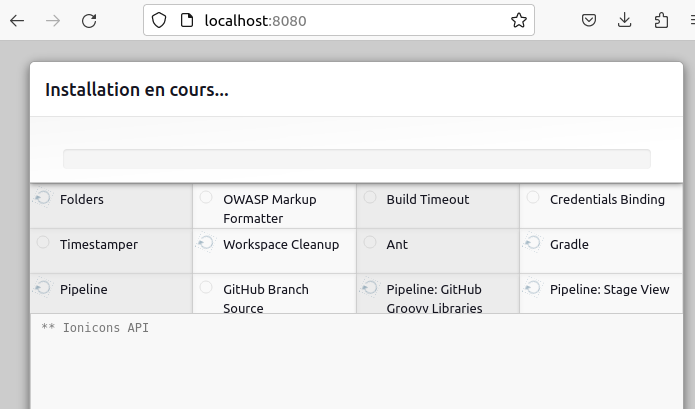 localhost:8080
Installation en cours...
Folders
OWASP Markup
Formatter
Build Timeout
Credentials Binding
Timestamper
Workspace Cleanup
Ant
Gradle
Pipeline
GitHub Branch
Source
Pipeline: GitHub
Groovy Libraries
Pipeline: Stage View
** Ionicons API